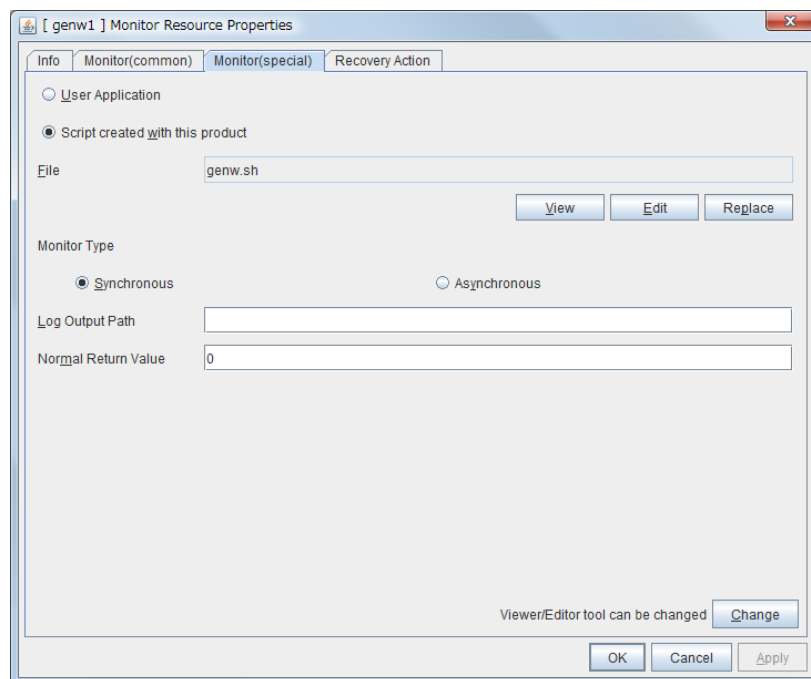 [ genw1 ] Monitor Resource Properties
Info Monitor(common) Monitor(special) Recovery Action
User Application
Script created with this product
File genw.sh
View Edit Replace
Monitor Type
Synchronous Asynchronous
Log Output Path
Normal Return Value 0
Viewer/Editor tool can be changed Change
OK Cancel Apply